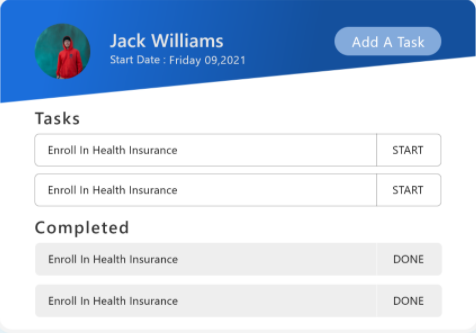 Jack Williams
Add A Task
Start Date : Friday 09,2021
Tasks
Enroll In Health Insurance START
Enroll In Health Insurance START
Completed
Enroll In Health Insurance DONE
Enroll In Health Insurance DONE